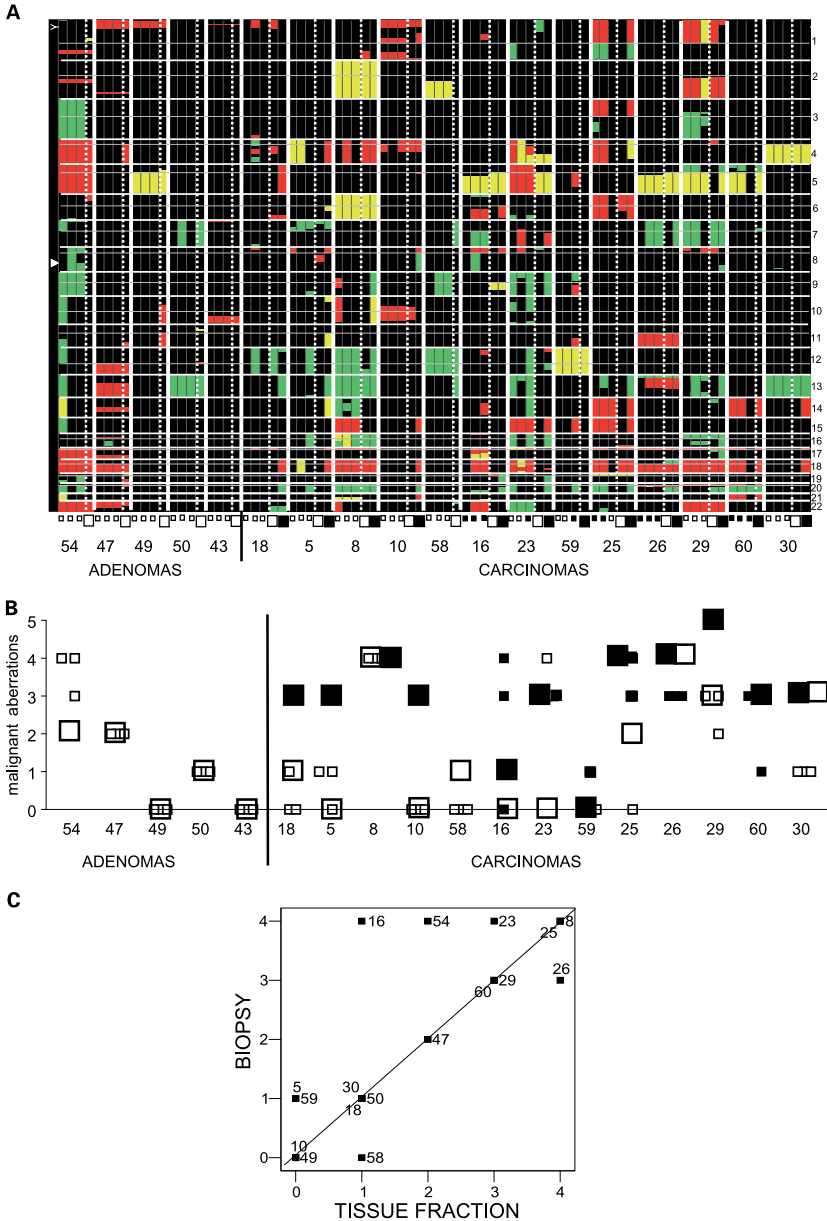 A
1
2
3
4
5
6
7
8
9
10
11
12
13
14
15
16
17
18
19
20
21
22
54 47 49 50 43 18 5 8 10 58 16 23 59 25 26 29 60 30
ADENOMAS CARCINOMAS
B
malignant aberrations
5
4
3
2
1
0
54 47 49 50 43 18 5 8 10 58 16 23 59 25 26 29 60 30
ADENOMAS CARCINOMAS
C
BIOPSY
4 16 54 23 8
25
26
3 60 29
2 47
5 30
1 59 18 50
10
0 49 58
0 1 2 3 4
TISSUE FRACTION